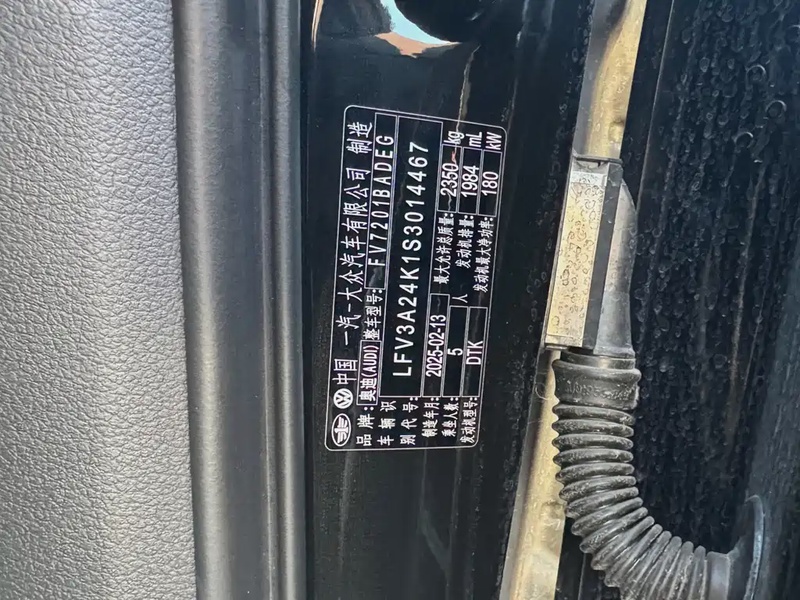 中国 一汽-大众汽车有限公司 制造
品牌: 奥迪(AUDI) 整车型号: FV7201BADEG
车辆识别代号: LFV3A24K1S3014467
制造年月: 2025-02-13 最大允许总质量: 2350 kg
乘坐人数: 5 人 发动机排量: 1984 mL
发动机型号: DTK 发动机最大净功率: 180 kW